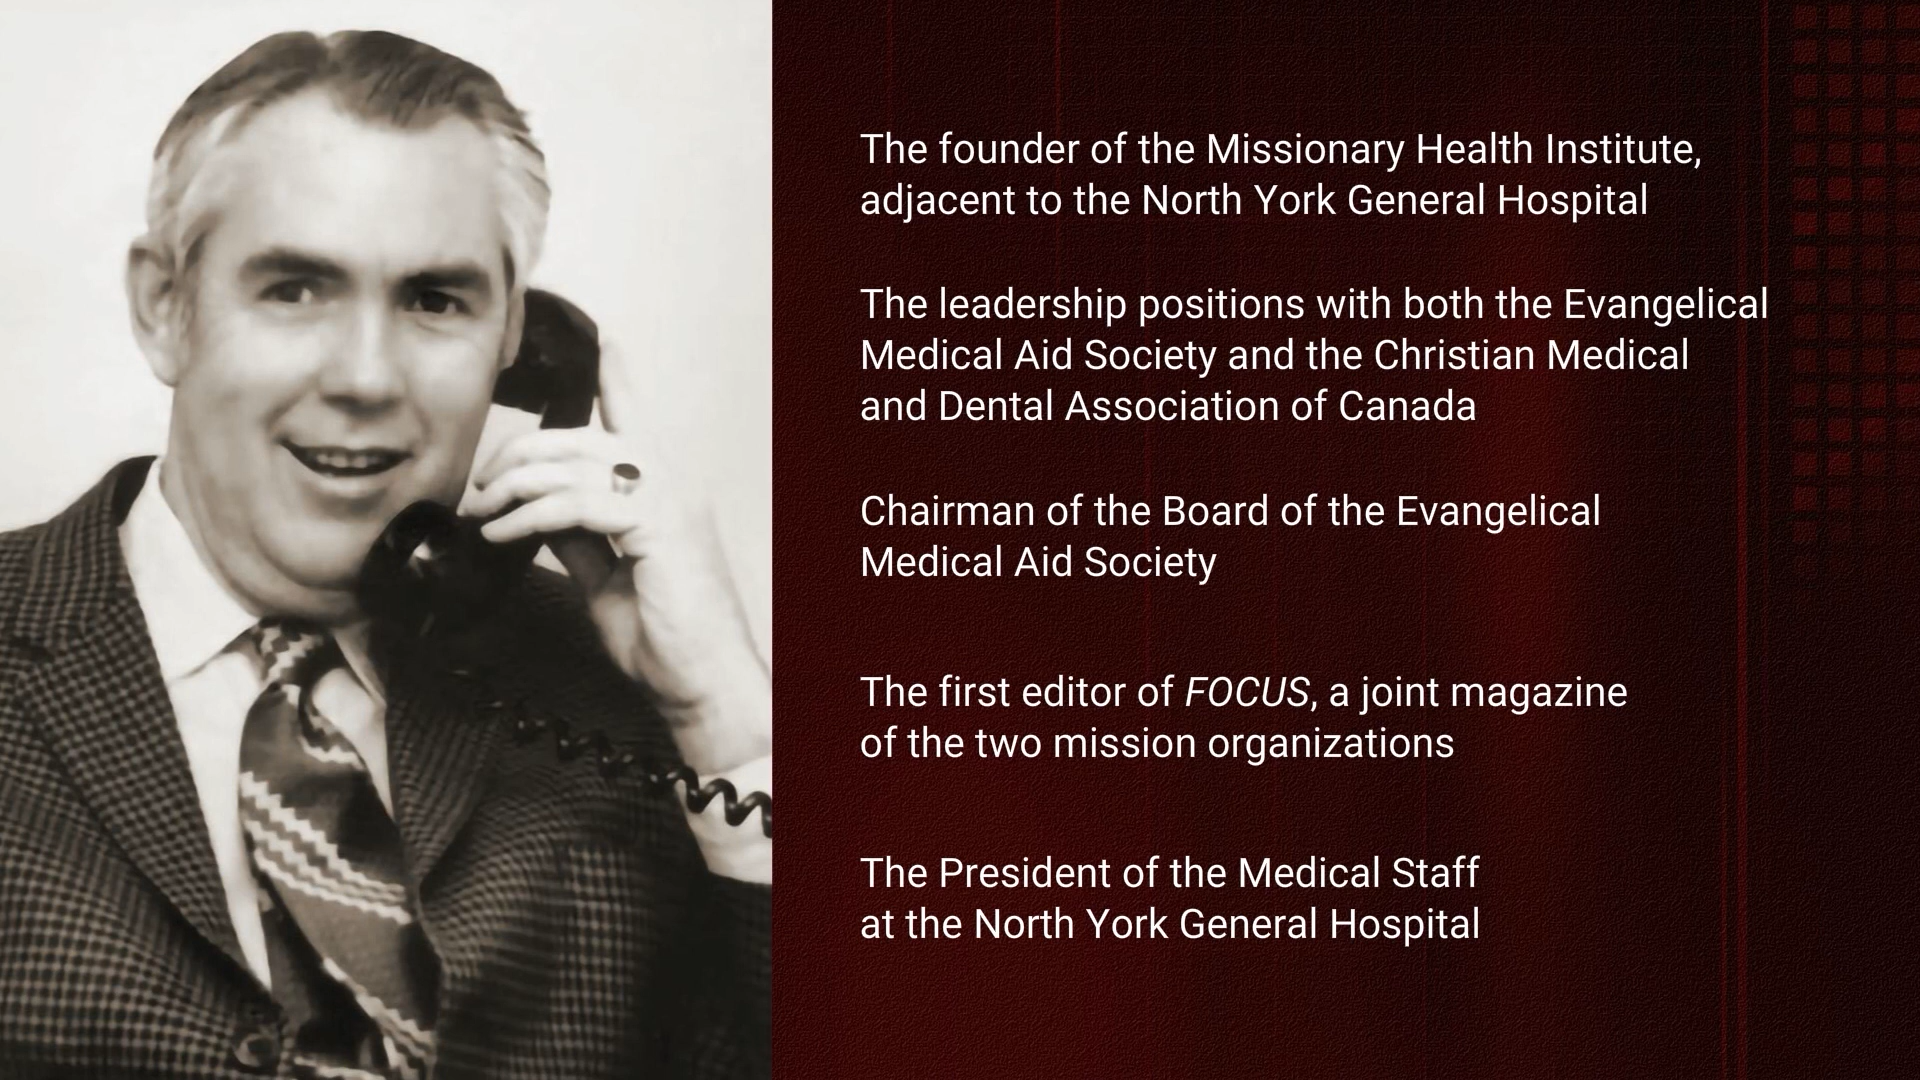 The founder of the Missionary Health Institute,
adjacent to the North York General Hospital
The leadership positions with both the Evangelical
Medical Aid Society and the Christian Medical
and Dental Association of Canada
Chairman of the Board of the Evangelical
Medical Aid Society
The first editor of FOCUS, a joint magazine
of the two mission organizations
The President of the Medical Staff
at the North York General Hospital